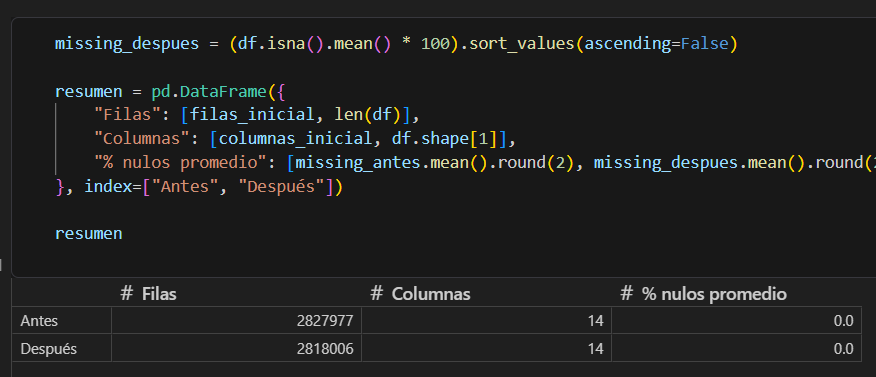 missing_despues = (df.isna().mean() * 100).sort_values(ascending=False)
resumen = pd.DataFrame({
"Filas": [filas_inicial, len(df)],
"Columnas": [columnas_inicial, df.shape[1]],
"% nulos promedio": [missing_antes.mean().round(2), missing_despues.mean().round(
}, index=["Antes", "Después"])
resumen
# Filas # Columnas # % nulos promedio
Antes 2827977 14 0.0
Después 2818006 14 0.0